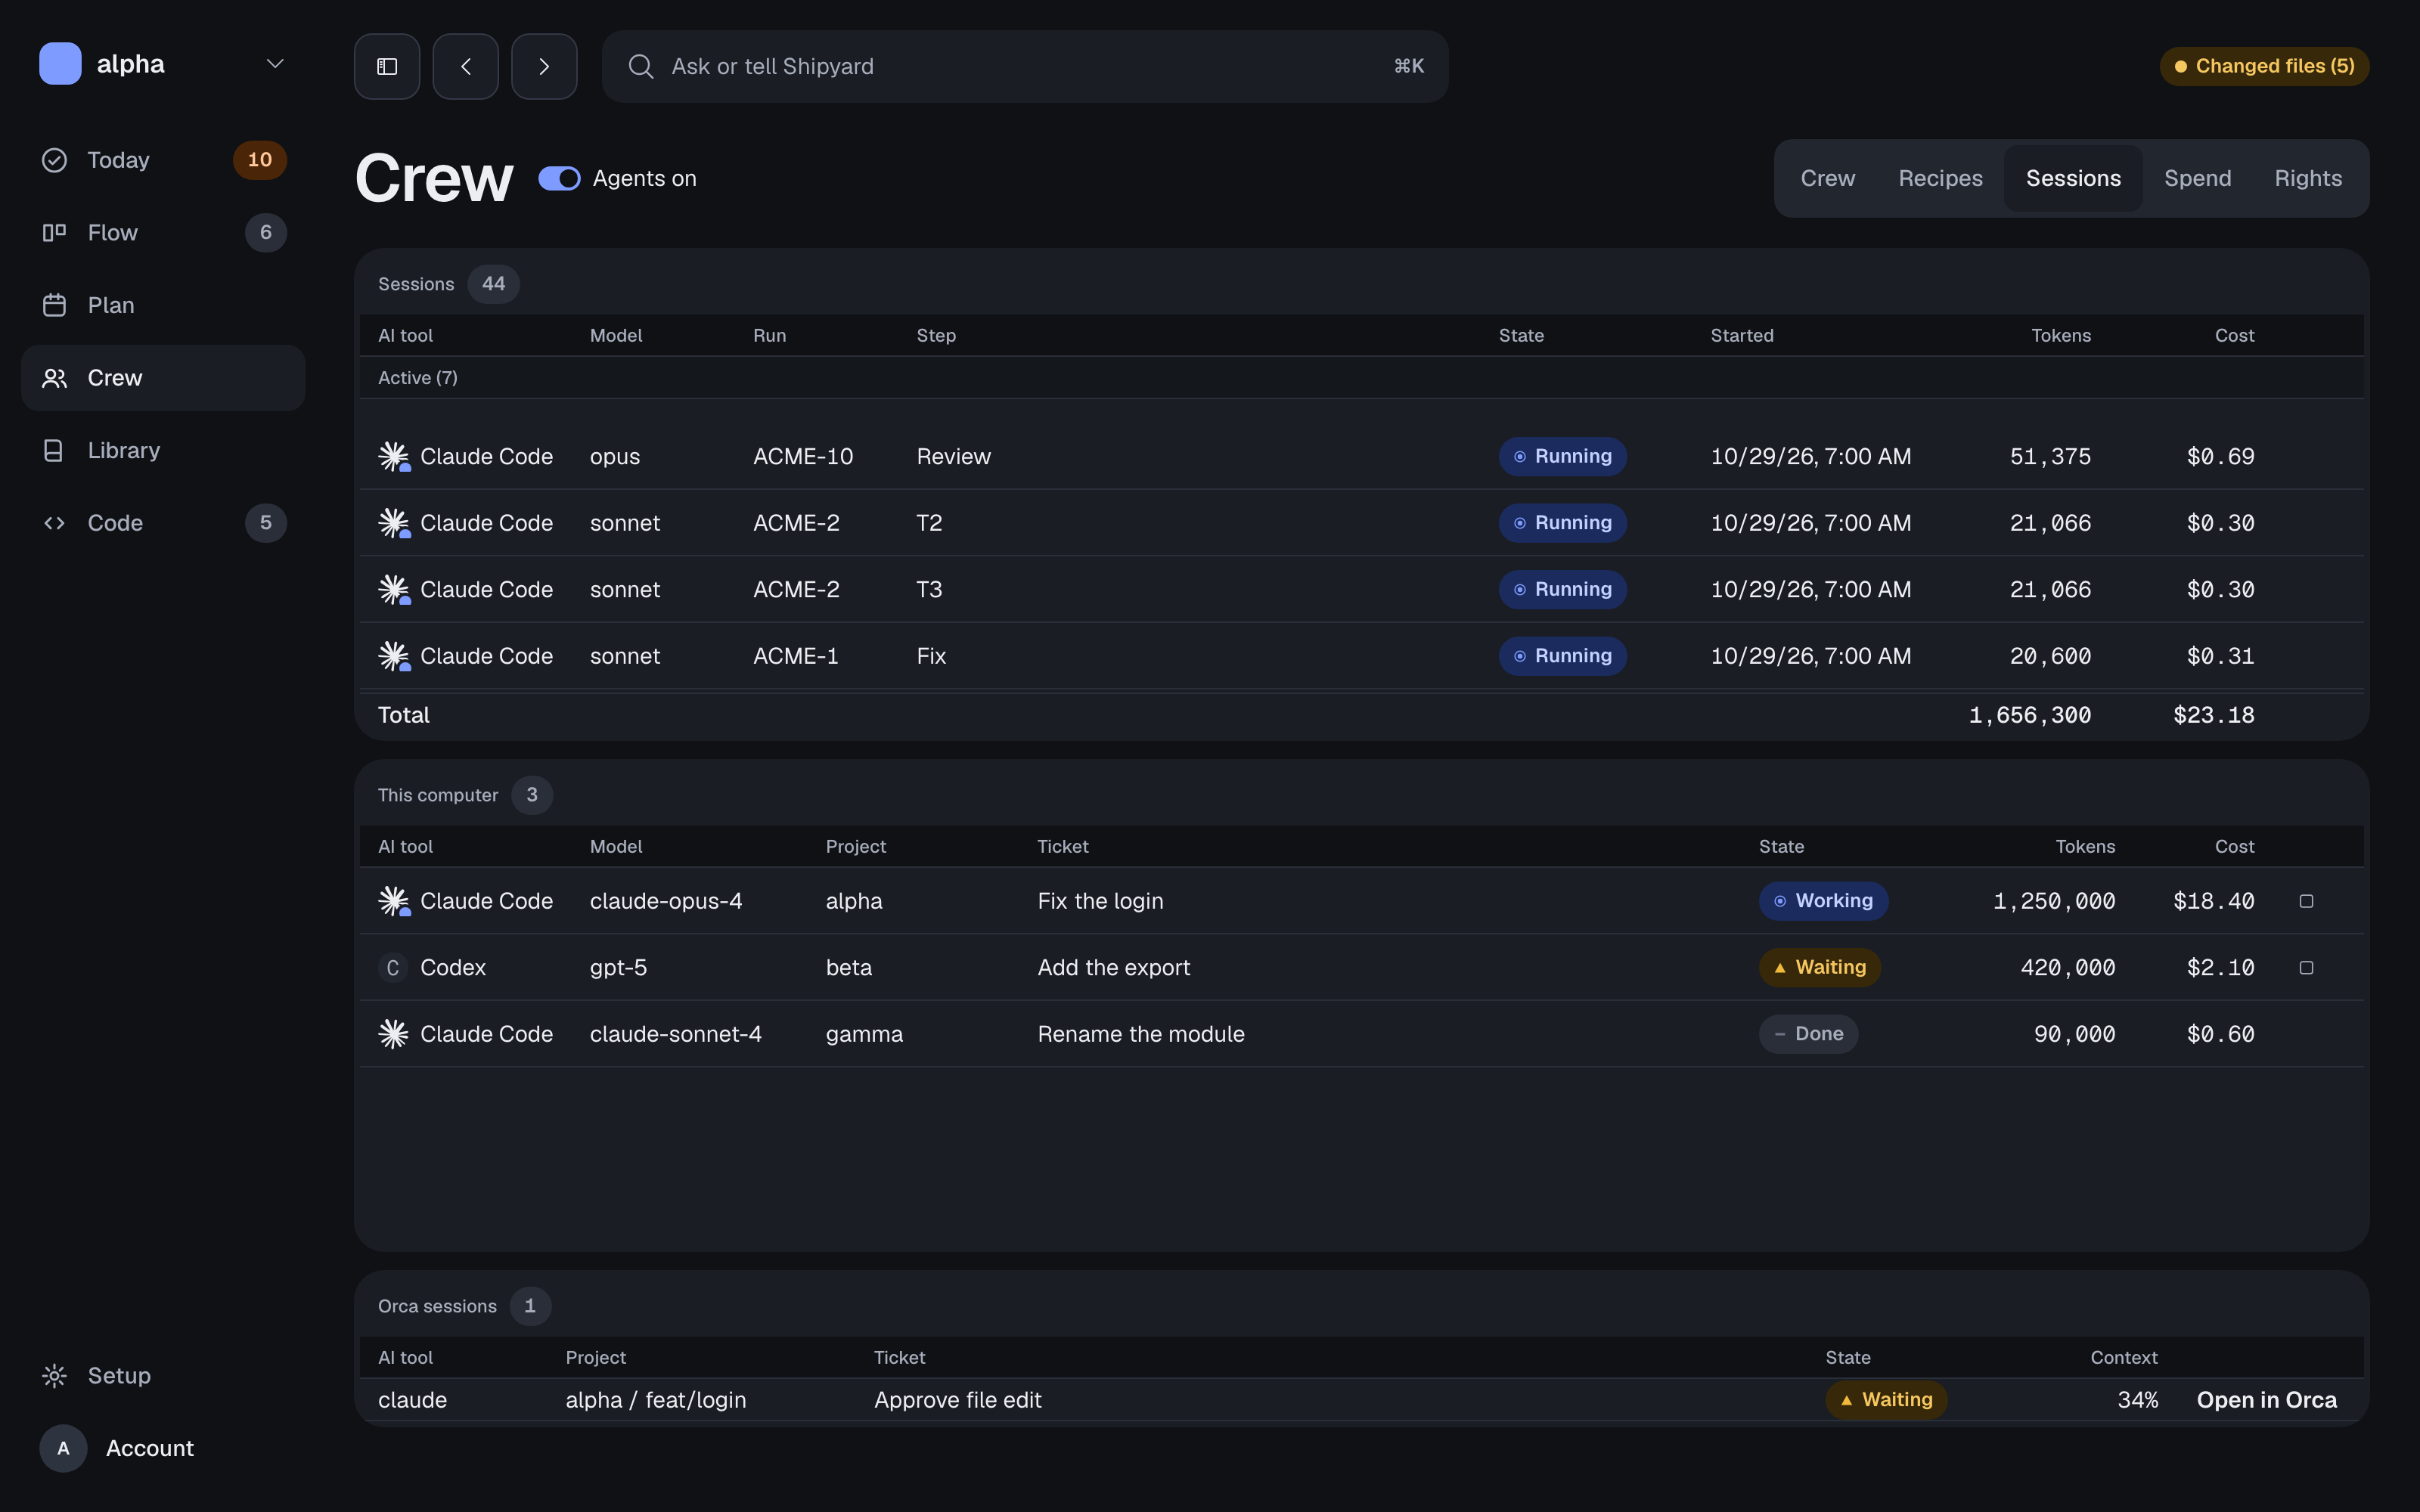 alpha
Ask or tell Shipyard ⌘K
Changed files (5)
Today 10
Flow 6
Plan
Crew
Library
Code 5
Setup
A Account
Crew Agents on
Crew Recipes Sessions Spend Rights
Sessions 44
AI tool Model Run Step State Started Tokens Cost
Active (7)
Claude Code opus ACME-10 Review Running 10/29/26, 7:00 AM 51,375 $0.69
Claude Code sonnet ACME-2 T2 Running 10/29/26, 7:00 AM 21,066 $0.30
Claude Code sonnet ACME-2 T3 Running 10/29/26, 7:00 AM 21,066 $0.30
Claude Code sonnet ACME-1 Fix Running 10/29/26, 7:00 AM 20,600 $0.31
Total 1,656,300 $23.18
This computer 3
AI tool Model Project Ticket State Tokens Cost
Claude Code claude-opus-4 alpha Fix the login Working 1,250,000 $18.40
C Codex gpt-5 beta Add the export Waiting 420,000 $2.10
Claude Code claude-sonnet-4 gamma Rename the module Done 90,000 $0.60
Orca sessions 1
AI tool Project Ticket State Context
claude alpha / feat/login Approve file edit Waiting 34% Open in Orca